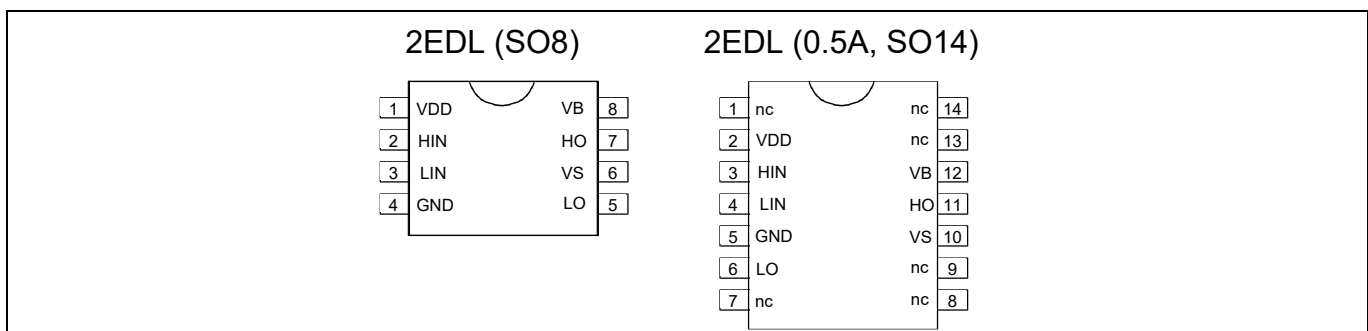 2EDL (SO8)
1 VDD VB 8
2 HIN HO 7
3 LIN VS 6
4 GND LO 5
2EDL (0.5A, SO14)
1 nc nc 14
2 VDD nc 13
3 HIN VB 12
4 LIN HO 11
5 GND VS 10
6 LO nc 9
7 nc nc 8